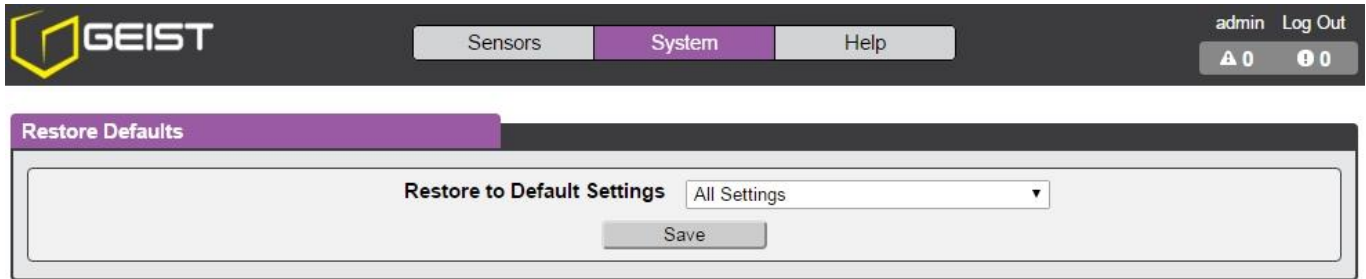 GEIST
Sensors System Help
admin Log Out
0 0
Restore Defaults
Restore to Default Settings All Settings
Save